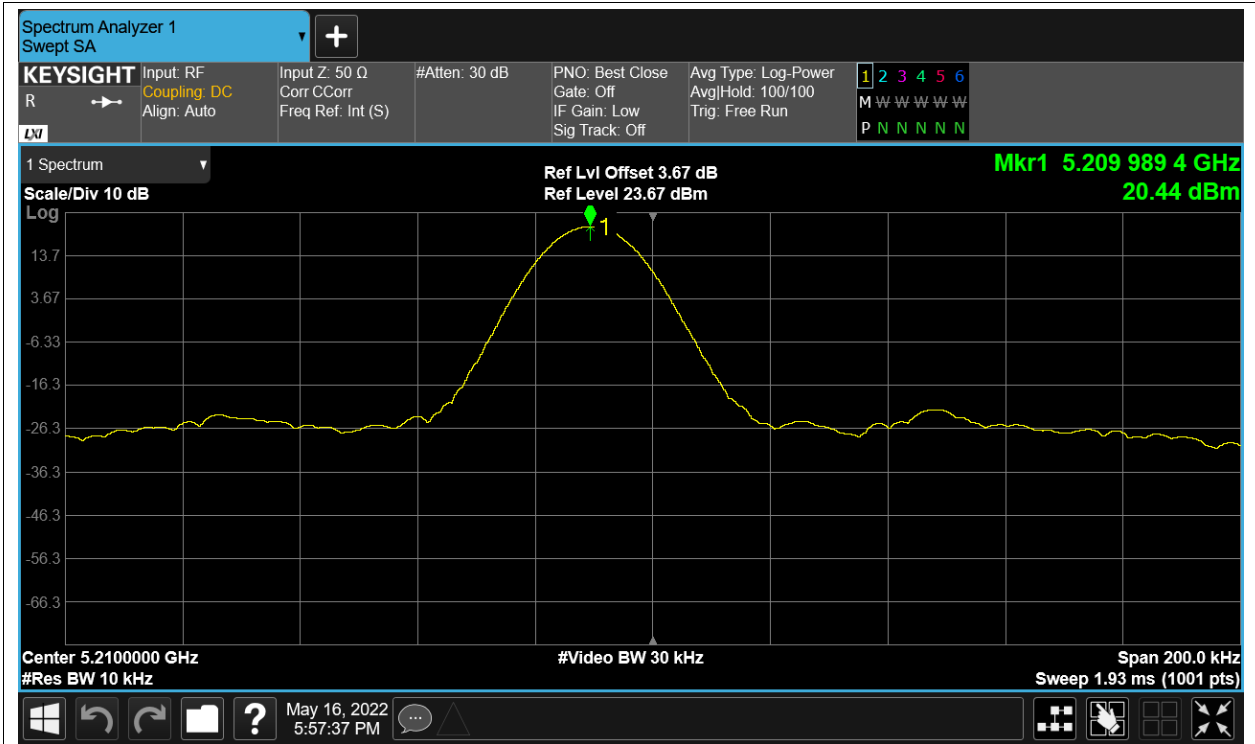 Spectrum Analyzer 1
Swept SA
KEYSIGHT
R
LXI
Input: RF
Coupling: DC
Align: Auto
Input Z: 50 Ω
Corr CCorr
Freq Ref: Int (S)
#Atten: 30 dB
PNO: Best Close
Gate: Off
IF Gain: Low
Sig Track: Off
Avg Type: Log-Power
Avg|Hold: 100/100
Trig: Free Run
1 2 3 4 5 6
M W W W W W
P N N N N N
1 Spectrum
Scale/Div 10 dB
Log
Ref Lvl Offset 3.67 dB
Ref Level 23.67 dBm
Mkr1 5.209 989 4 GHz
20.44 dBm
1
13.7
3.67
-6.33
-16.3
-26.3
-36.3
-46.3
-56.3
-66.3
Center 5.2100000 GHz
#Res BW 10 kHz
#Video BW 30 kHz
Span 200.0 kHz
Sweep 1.93 ms (1001 pts)
?
May 16, 2022
5:57:37 PM